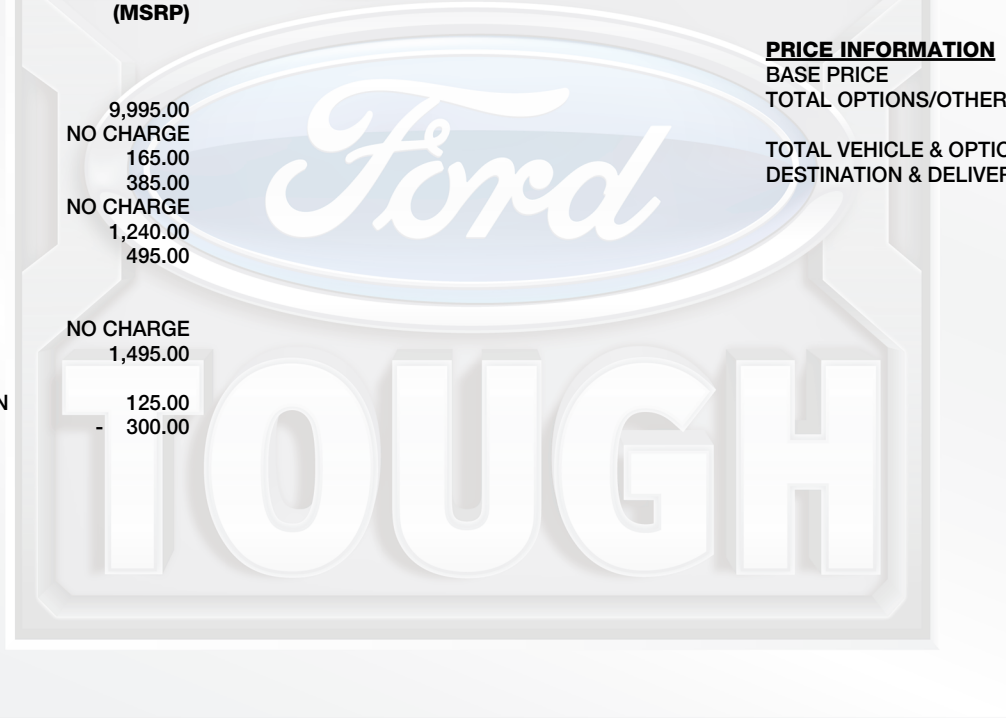 (MSRP)
9,995.00
NO CHARGE
165.00
385.00
NO CHARGE
1,240.00
495.00
NO CHARGE
1,495.00
N 125.00
- 300.00
PRICE INFORMATION
BASE PRICE
TOTAL OPTIONS/OTHER
TOTAL VEHICLE & OPTIO
DESTINATION & DELIVER
Ford
TOUGH